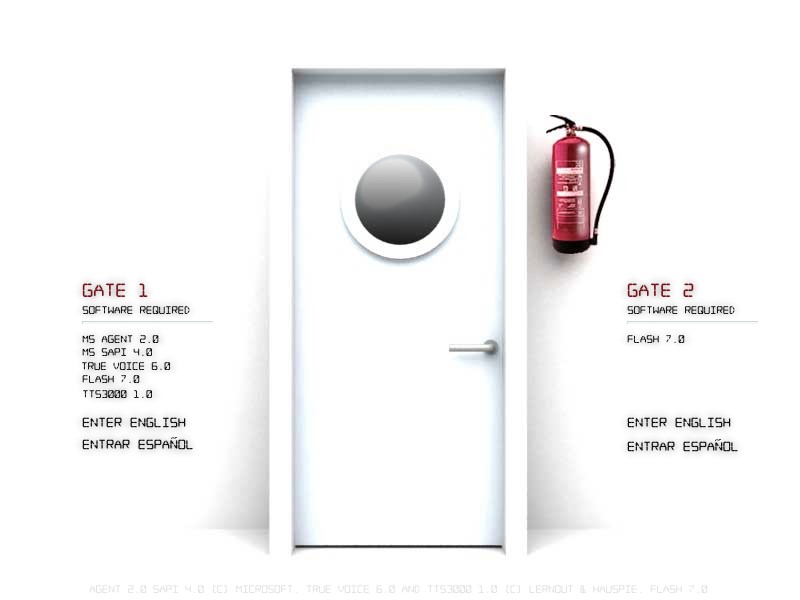 GATE 1
SOFTWARE REQUIRED
MS AGENT 2.0
MS SAPI 4.0
TRUE VOICE 6.0
FLASH 7.0
TTS3000 1.0
ENTER ENGLISH
ENTRAR ESPAÑOL
GATE 2
SOFTWARE REQUIRED
FLASH 7.0
ENTER ENGLISH
ENTRAR ESPAÑOL
AGENT 2.0 SAPI 4.0 (C) MICROSOFT, TRUE VOICE 6.0 AND TTS3000 1.0 (C) LERNOUT & HAUSPIE, FLASH 7.0